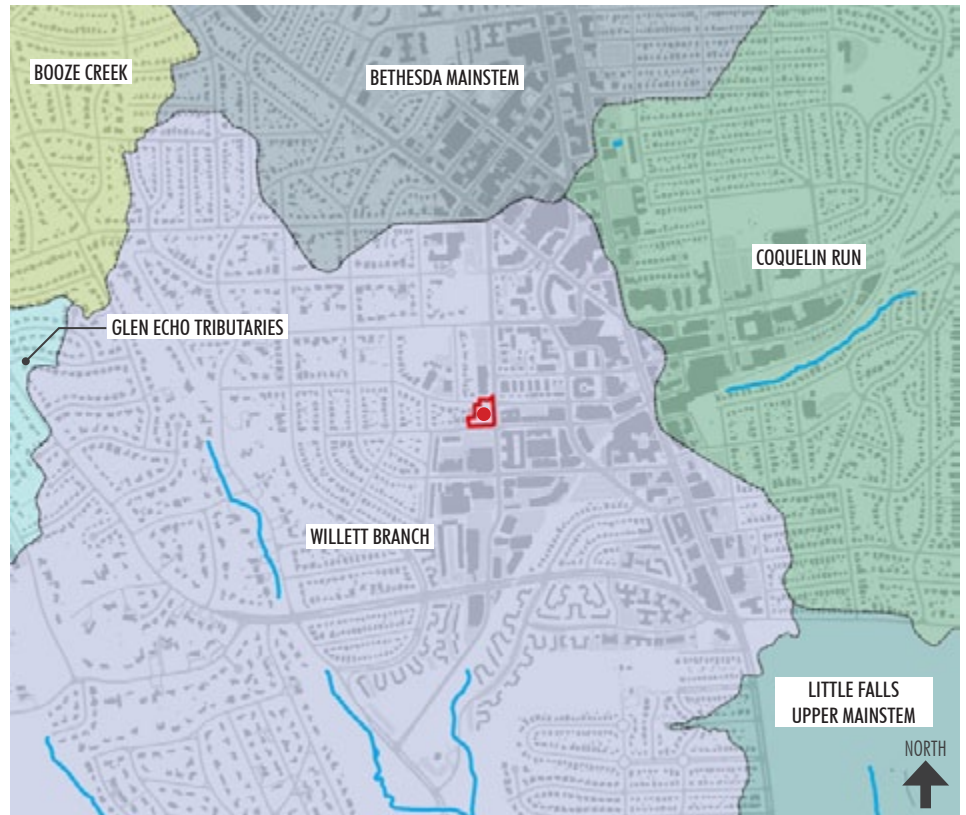 BOOZE CREEK
BETHESDA MAINSTEM
COQUELIN RUN
GLEN ECHO TRIBUTARIES
WILLETT BRANCH
LITTLE FALLS
UPPER MAINSTEM
NORTH